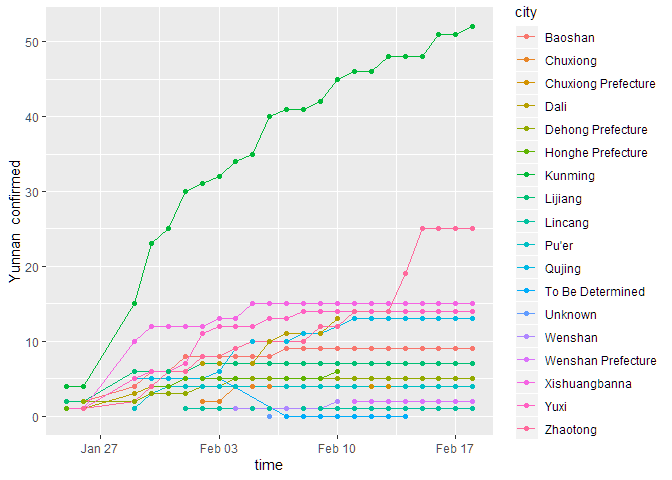 city
Baoshan
Chuxiong
Chuxiong Prefecture
Dali
Dehong Prefecture
Honghe Prefecture
Kunming
Lijiang
Lincang
Pu'er
Qujing
To Be Determined
Unknown
Wenshan
Wenshan Prefecture
Xishuangbanna
Yuxi
Zhaotong
Yunnan confirmed
50
40
30
20
10
0
Jan 27
Feb 03
Feb 10
Feb 17
time